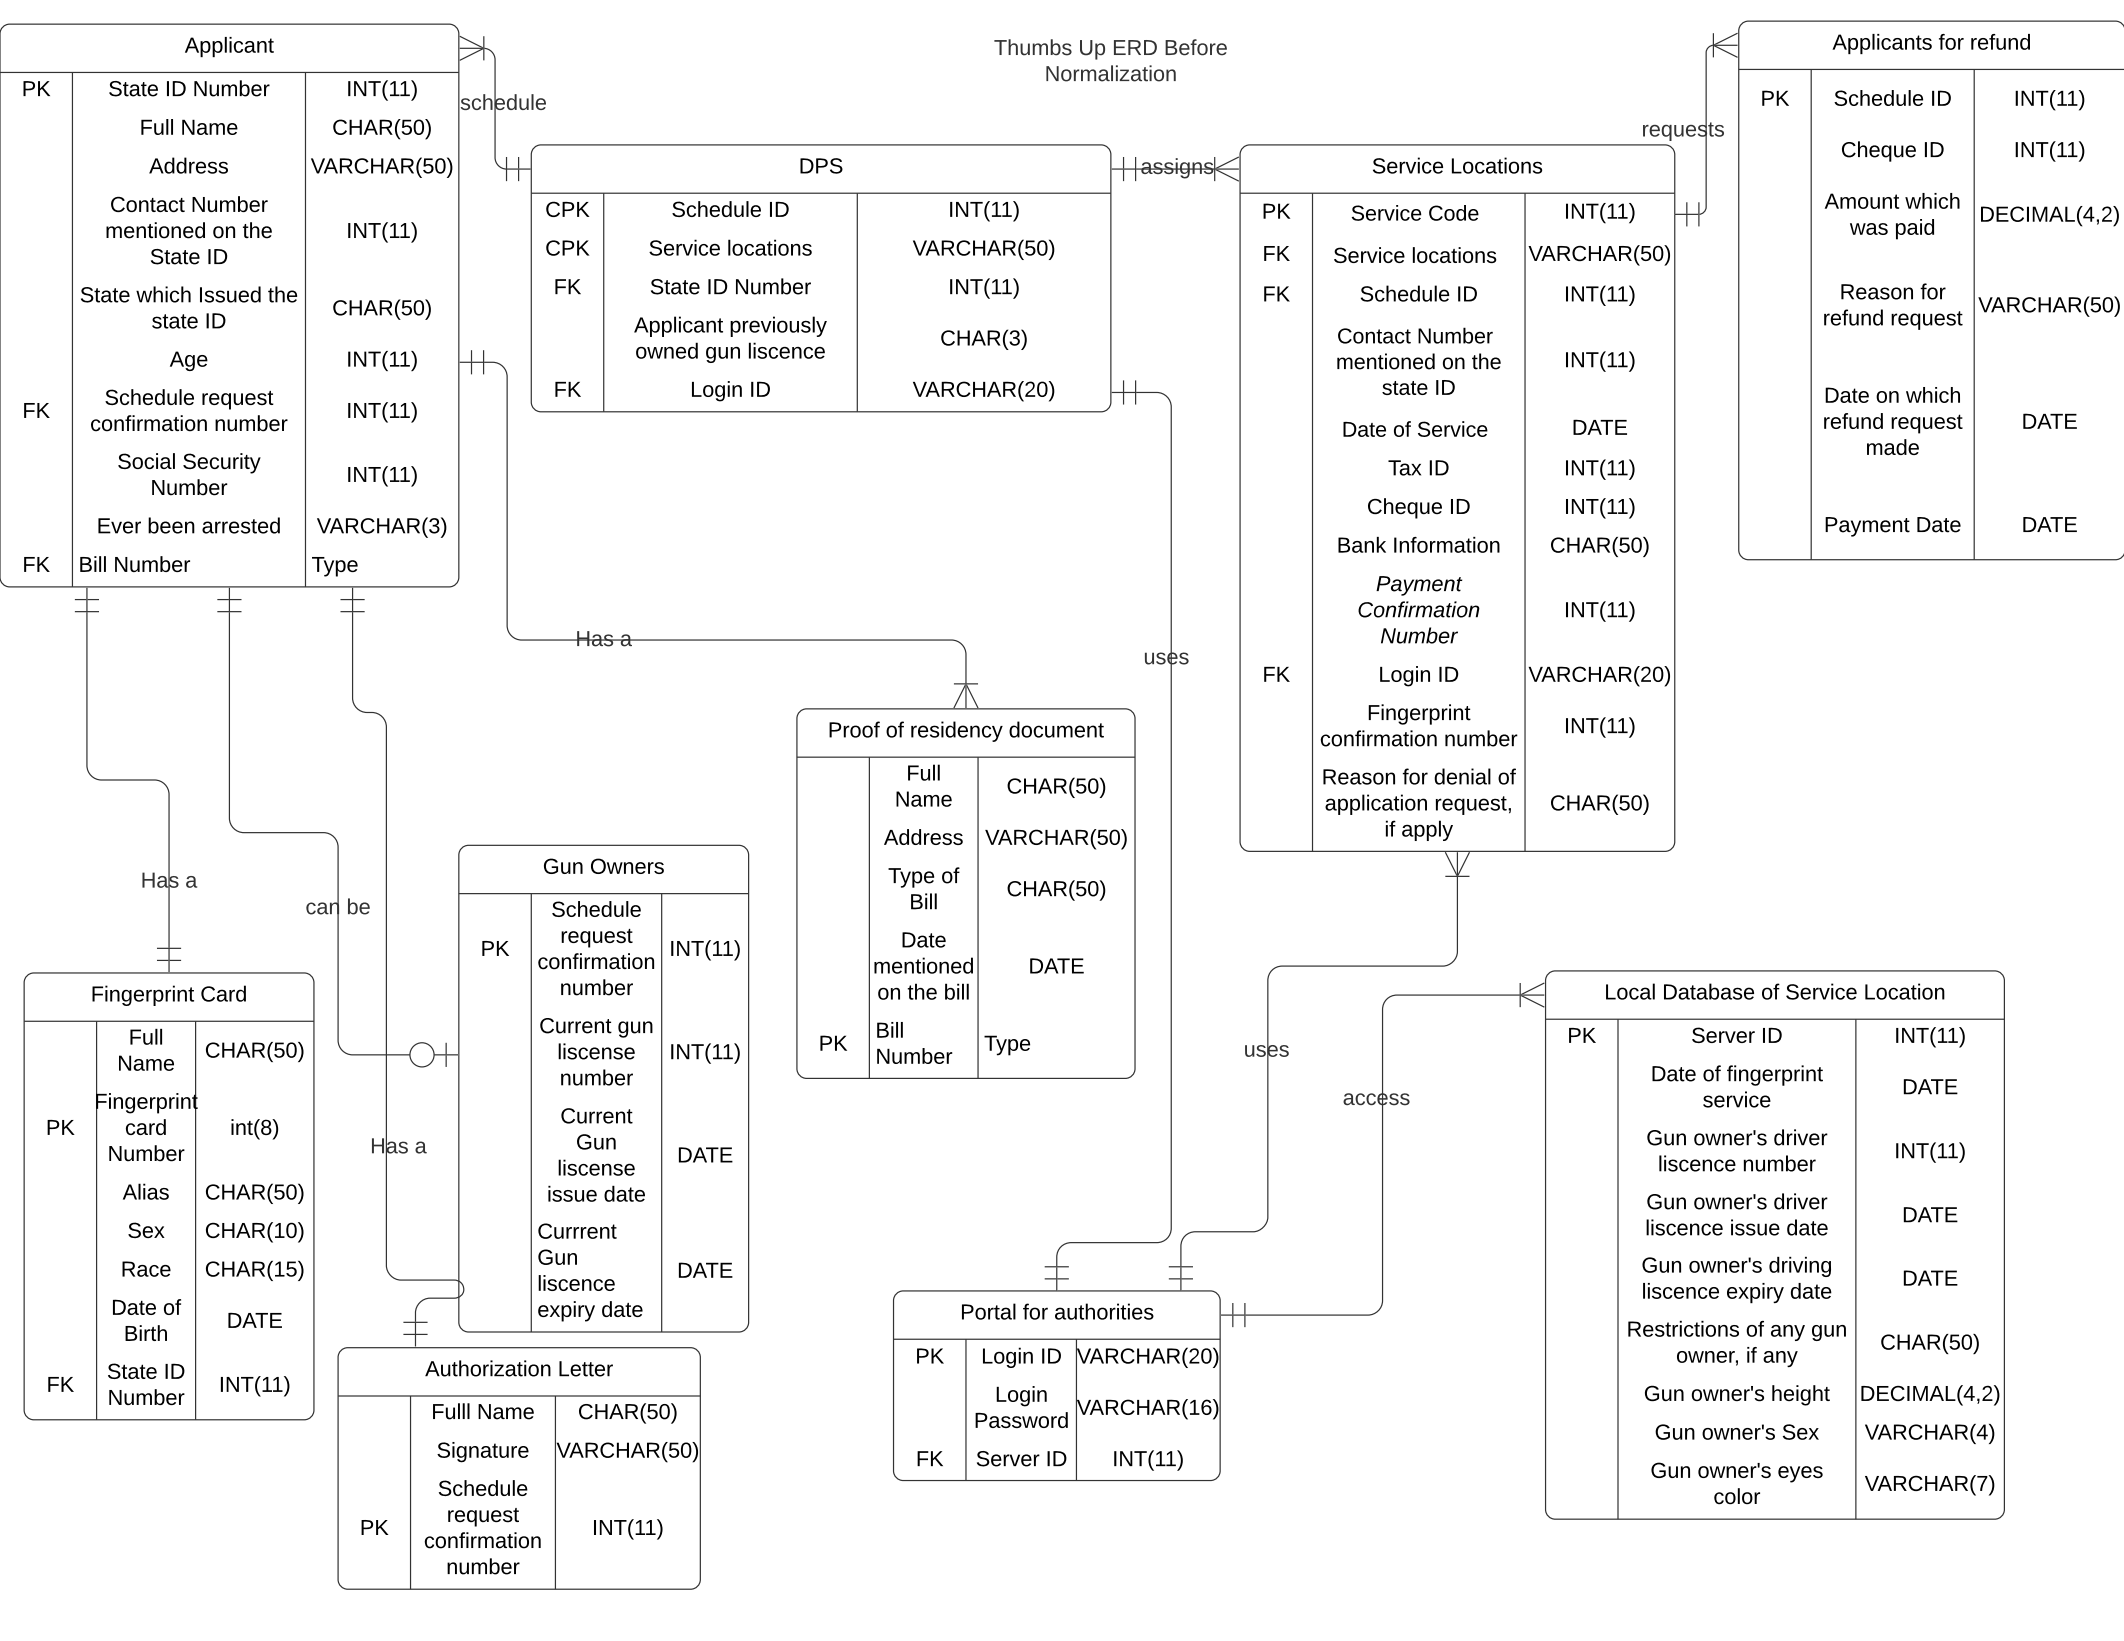 Thumbs Up ERD Before
Normalization
Applicant
PK State ID Number INT(11)
Full Name CHAR(50)
Address VARCHAR(50)
Contact Number
mentioned on the
State ID
INT(11)
State which Issued the
state ID
CHAR(50)
Age INT(11)
FK
Schedule request
confirmation number
INT(11)
Social Security
Number
INT(11)
Ever been arrested VARCHAR(3)
FK Bill Number Type
schedule
DPS
CPK Schedule ID INT(11)
CPK Service locations VARCHAR(50)
FK State ID Number INT(11)
Applicant previously
owned gun liscence
CHAR(3)
FK Login ID VARCHAR(20)
assigns
Service Locations
PK Service Code INT(11)
FK Service locations VARCHAR(50)
FK Schedule ID INT(11)
Contact Number
mentioned on the
state ID
INT(11)
Date of Service DATE
Tax ID INT(11)
Cheque ID INT(11)
Bank Information CHAR(50)
Payment
Confirmation
Number
INT(11)
FK Login ID VARCHAR(20)
Fingerprint
confirmation number
INT(11)
Reason for denial of
application request,
if apply
CHAR(50)
requests
Applicants for refund
PK Schedule ID INT(11)
Cheque ID INT(11)
Amount which
was paid
DECIMAL(4,2)
Reason for
refund request
VARCHAR(50)
Date on which
refund request
made
DATE
Payment Date DATE
Has a
uses
Proof of residency document
Full
Name
CHAR(50)
Address VARCHAR(50)
Type of
Bill
CHAR(50)
Date
mentioned
on the bill
DATE
PK
Bill
Number
Type
Has a
can be
Has a
Gun Owners
PK
Schedule
request
confirmation
number
INT(11)
Current gun
liscense
number
INT(11)
Current
Gun
liscense
issue date
DATE
Currrent
Gun
liscence
expiry date
DATE
Fingerprint Card
Full
Name
CHAR(50)
PK
Fingerprint
card
Number
int(8)
Alias CHAR(50)
Sex CHAR(10)
Race CHAR(15)
Date of
Birth
DATE
FK
State ID
Number
INT(11)
Authorization Letter
Fulll Name CHAR(50)
Signature VARCHAR(50)
PK
Schedule
request
confirmation
number
INT(11)
uses
access
Portal for authorities
PK Login ID VARCHAR(20)
Login
Password
VARCHAR(16)
FK Server ID INT(11)
Local Database of Service Location
PK Server ID INT(11)
Date of fingerprint
service
DATE
Gun owner's driver
liscence number
INT(11)
Gun owner's driver
liscence issue date
DATE
Gun owner's driving
liscence expiry date
DATE
Restrictions of any gun
owner, if any
CHAR(50)
Gun owner's height DECIMAL(4,2)
Gun owner's Sex VARCHAR(4)
Gun owner's eyes
color
VARCHAR(7)